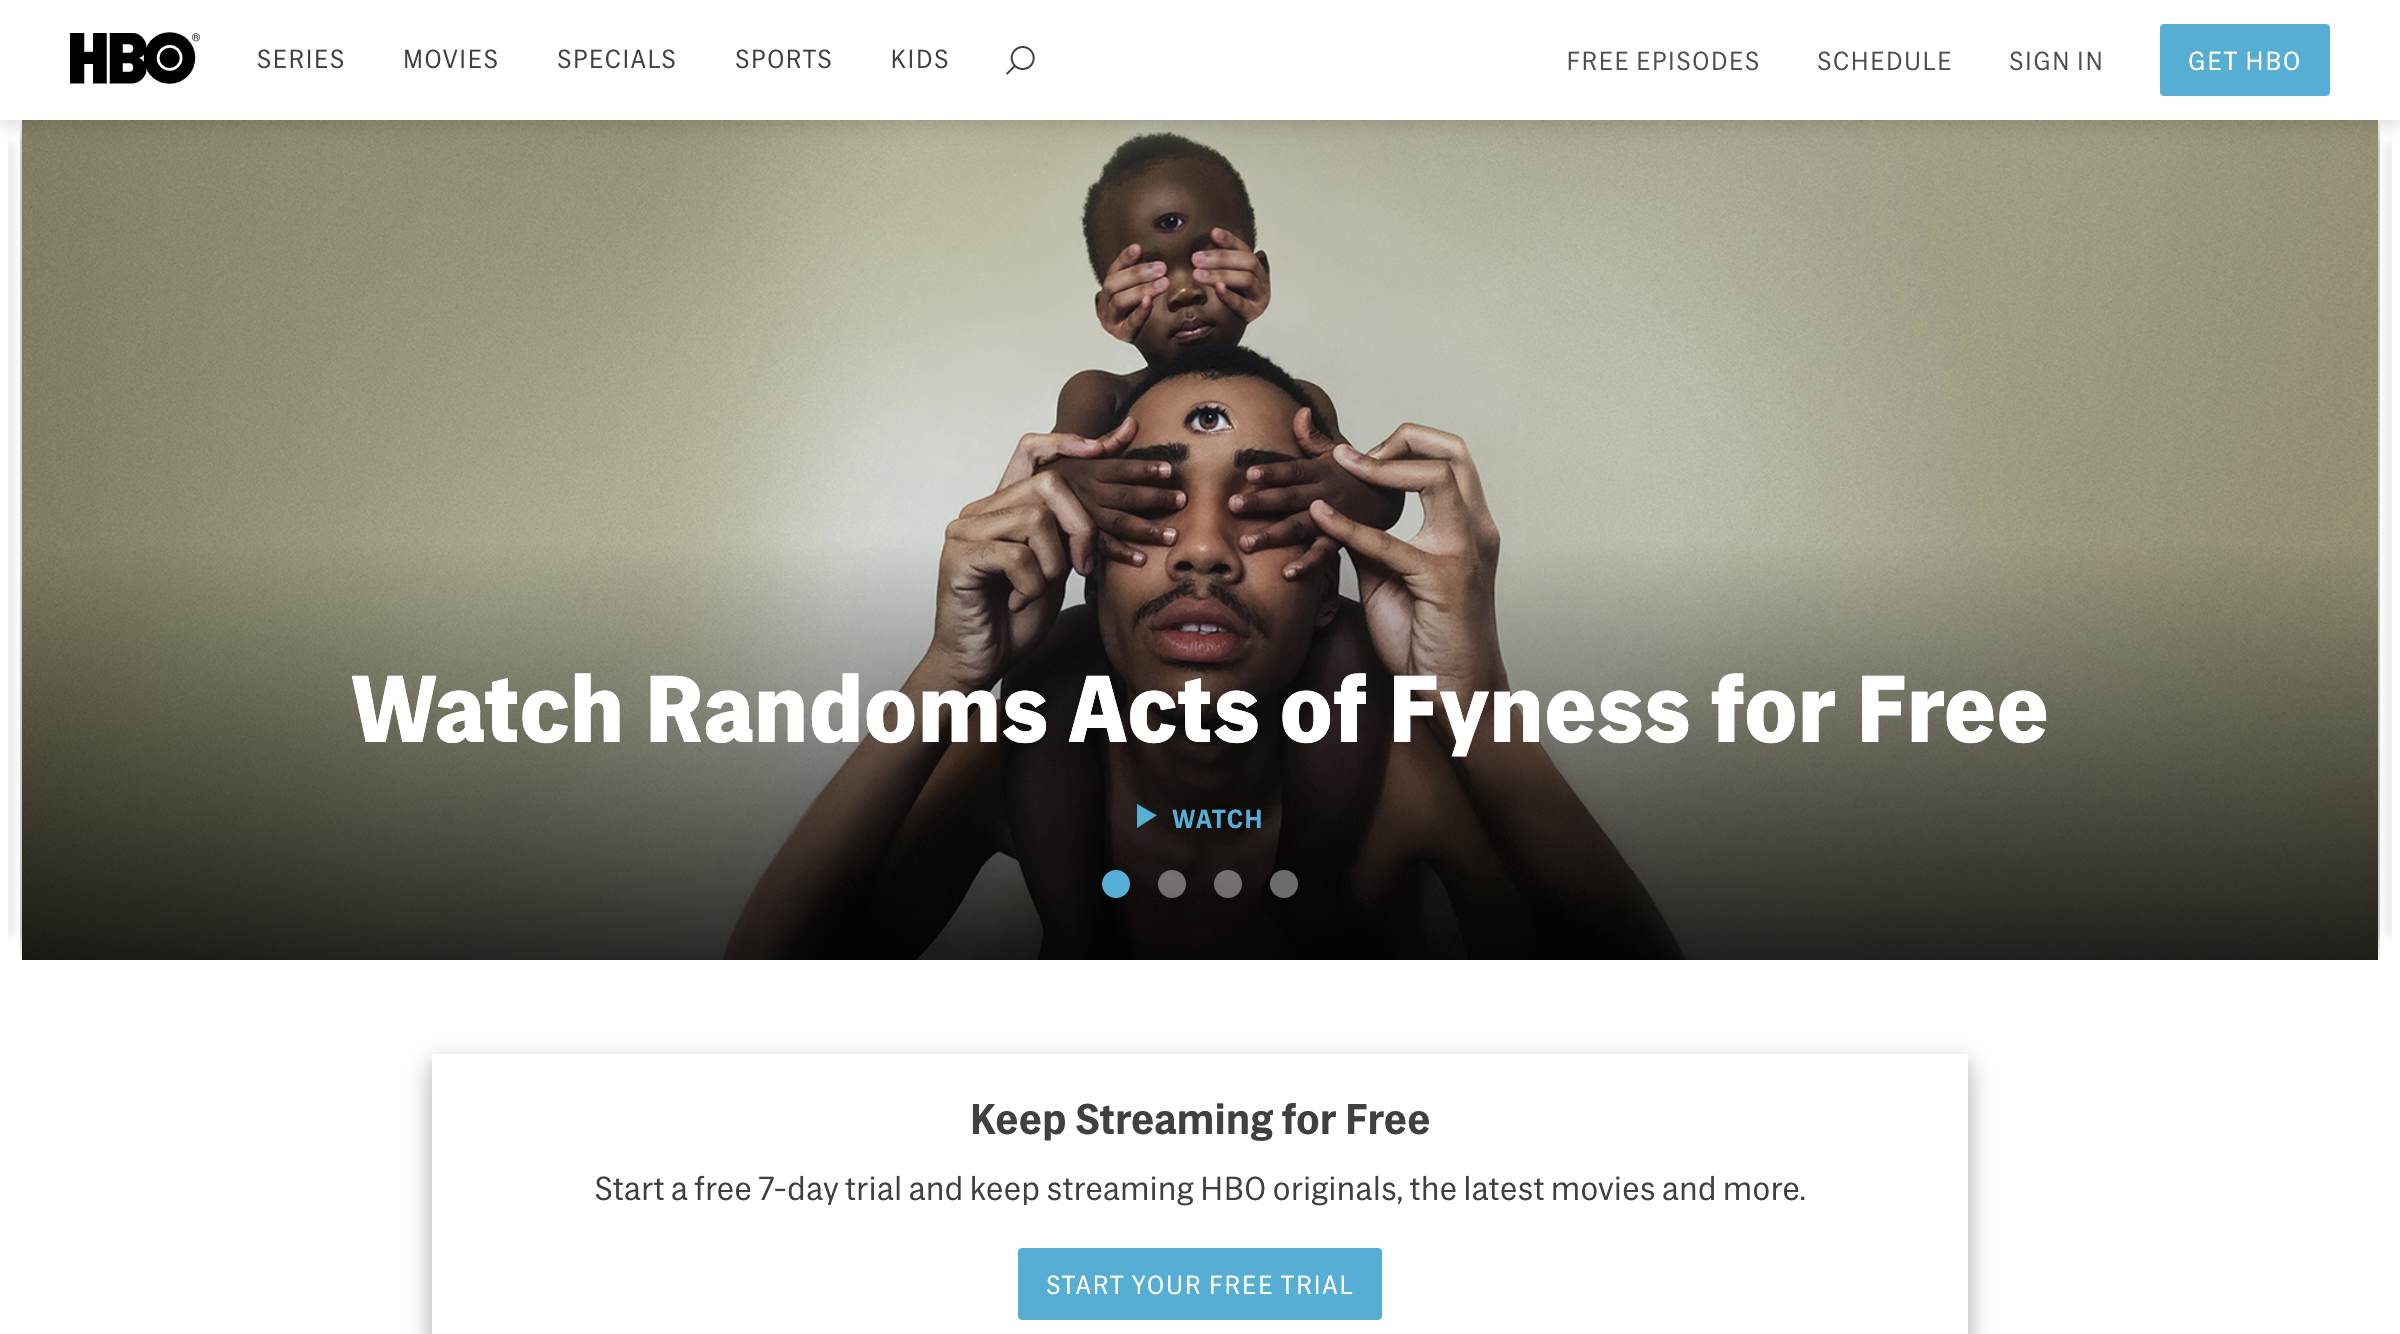 HBO®
SERIES
MOVIES
SPECIALS
SPORTS
KIDS
FREE EPISODES
SCHEDULE
SIGN IN
GET HBO
Watch Randoms Acts of Fyness for Free
WATCH
Keep Streaming for Free
Start a free 7-day trial and keep streaming HBO originals, the latest movies and more.
START YOUR FREE TRIAL